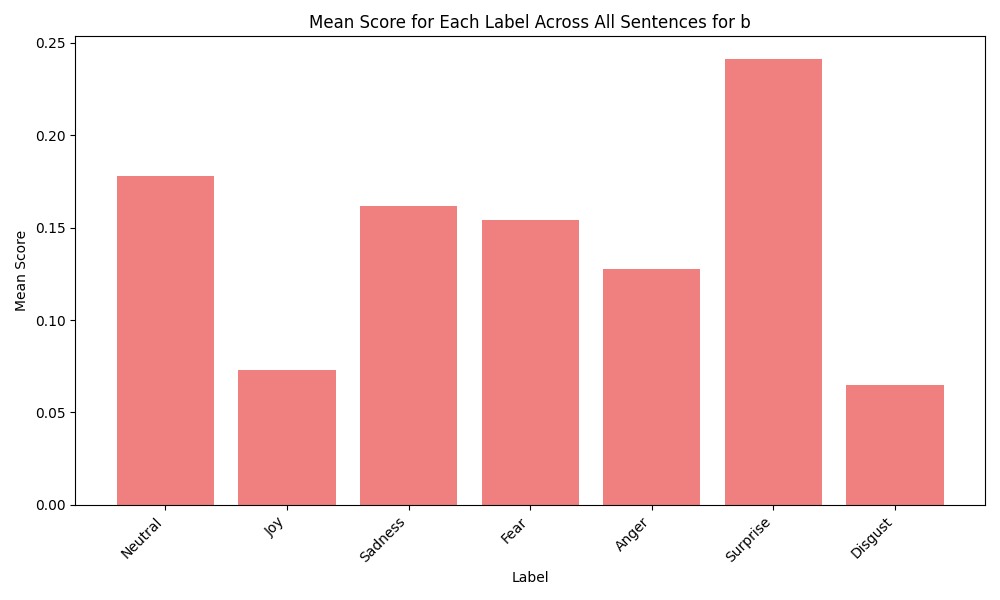 Mean Score for Each Label Across All Sentences for b
0.25
0.20
0.15
0.10
0.05
0.00
Mean Score
Neutral
Joy
Sadness
Fear
Anger
Surprise
Disgust
Label